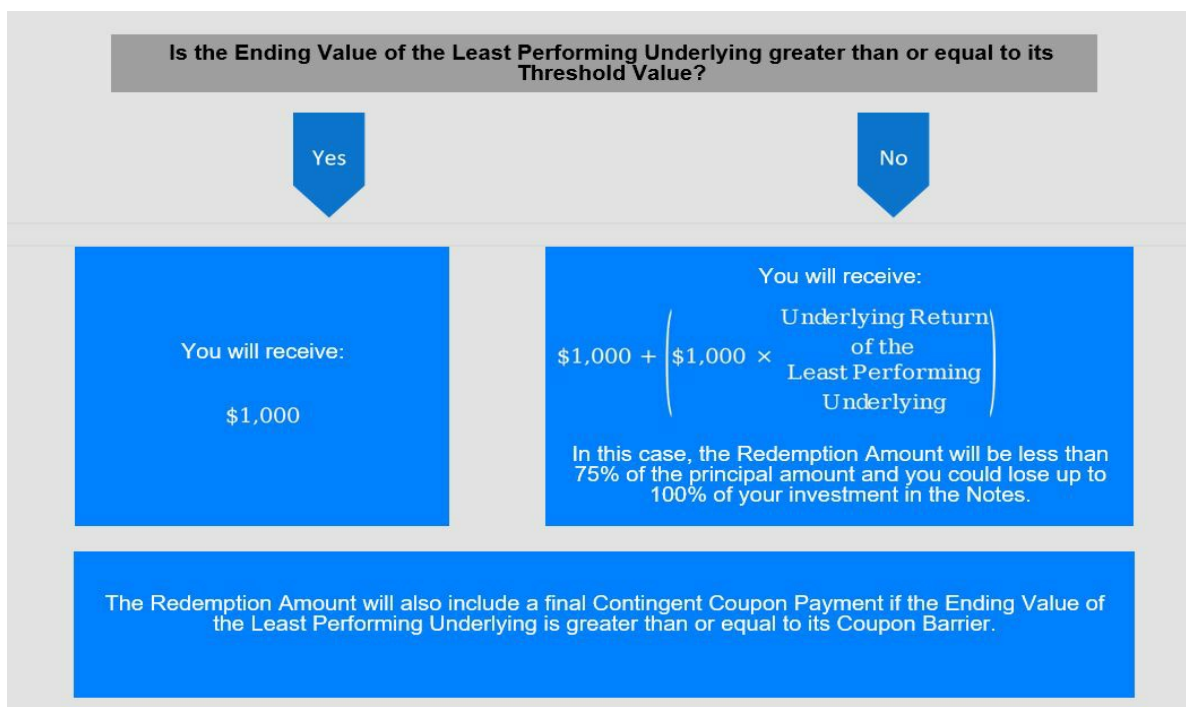 Is the Ending Value of the Least Performing Underlying greater than or equal to its
Threshold Value?
Yes
No
You will receive:
$1,000
You will receive:
$1,000 + ($1,000 × Underlying Return
of the
Least Performing
Underlying)
In this case, the Redemption Amount will be less than
75% of the principal amount and you could lose up to
100% of your investment in the Notes.
The Redemption Amount will also include a final Contingent Coupon Payment if the Ending Value of
the Least Performing Underlying is greater than or equal to its Coupon Barrier.